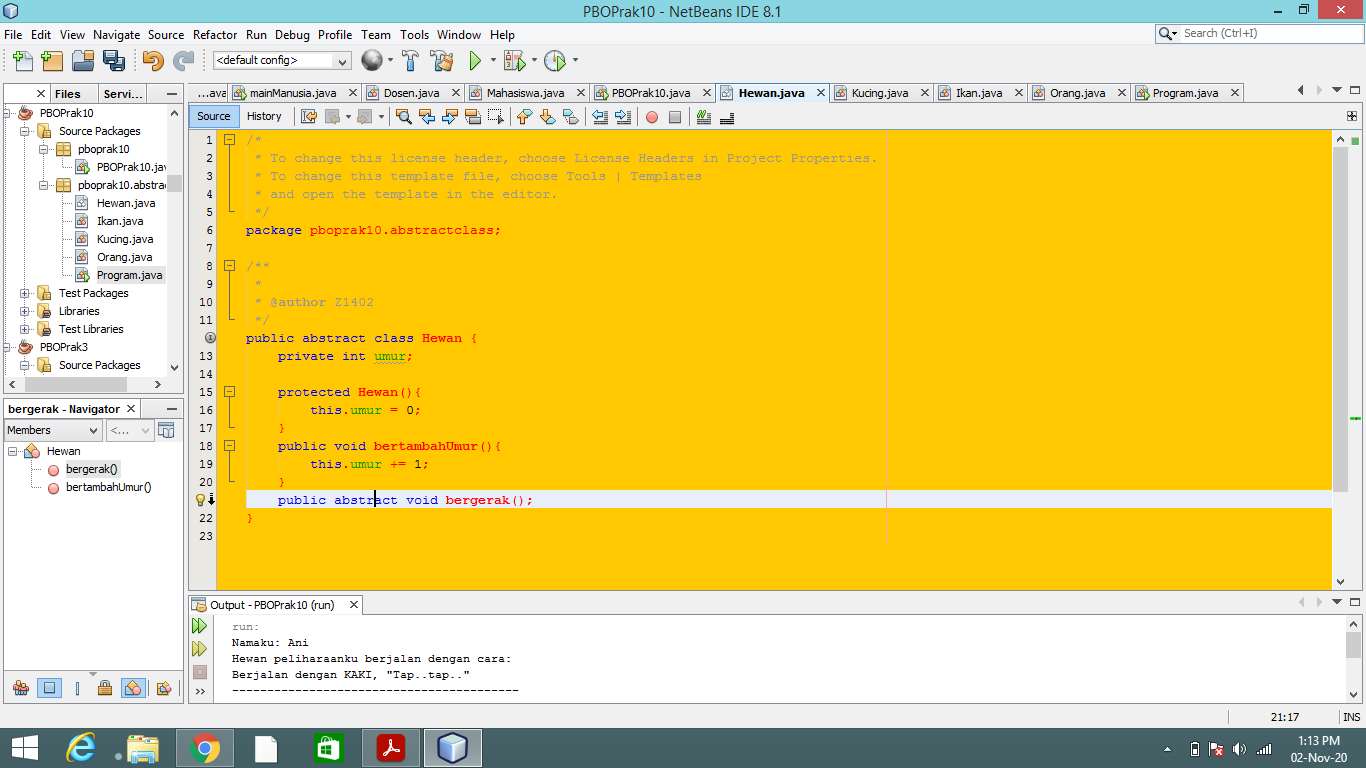 PBOPrak10 - NetBeans IDE 8.1
File Edit View Navigate Source Refactor Run Debug Profile Team Tools Window Help
Search (Ctrl+I)
<default config>
Files Servi...
...ava mainManusia.java Dosen.java Mahasiswa.java PBOPrak10.java Hewan.java Kucing.java Ikan.java Orang.java Program.java
Source History
PBOPrak10
Source Packages
pboprak10
PBOPrak10.jav
pboprak10.abstrac
Hewan.java
Ikan.java
Kucing.java
Orang.java
Program.java
Test Packages
Libraries
Test Libraries
PBOPrak3
Source Packages
bergerak - Navigator
Members <...
Hewan
bergerak()
bertambahUmur()
1 /*
2 * To change this license header, choose License Headers in Project Properties.
3 * To change this template file, choose Tools | Templates
4 * and open the template in the editor.
5 */
6 package pboprak10.abstractclass;
7
8 /**
9 *
10 * @author Z1402
11 */
public abstract class Hewan {
13 private int umur;
14
15 protected Hewan(){
16 this.umur = 0;
17 }
18 public void bertambahUmur(){
19 this.umur += 1;
20 }
public abstract void bergerak();
22 }
23
Output - PBOPrak10 (run)
run:
Namaku: Ani
Hewan peliharaanku berjalan dengan cara:
Berjalan dengan KAKI, "Tap..tap.."
-----------------------------------------
21:17 INS
1:13 PM
02-Nov-20